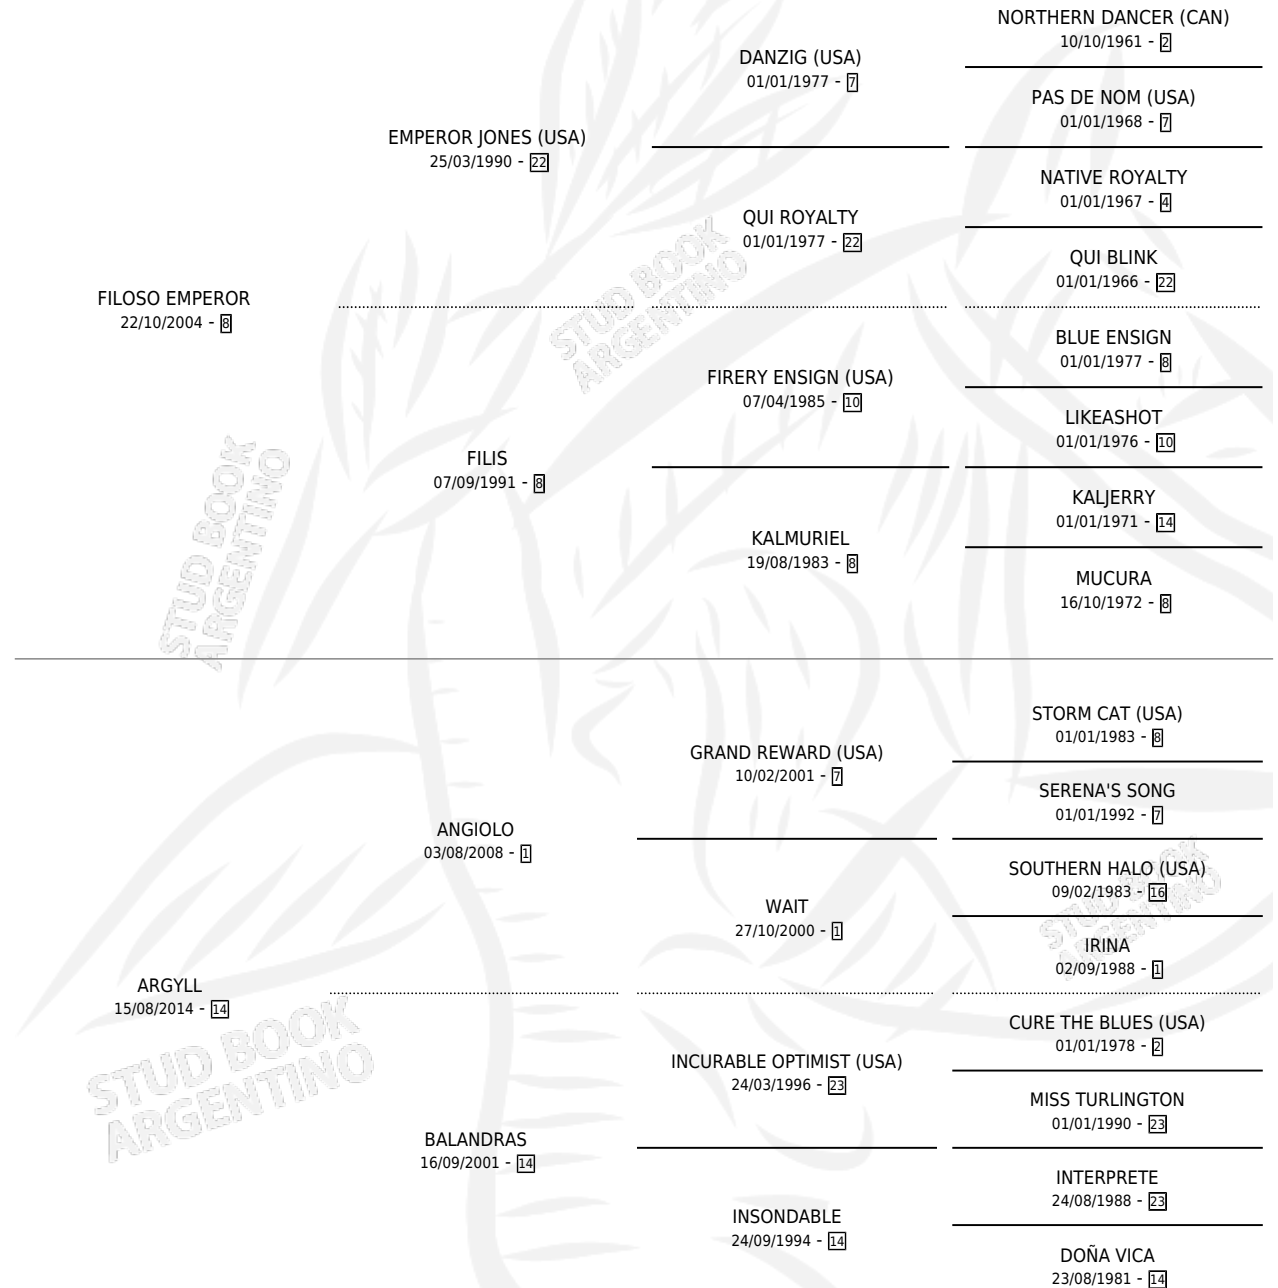 NORTHERN DANCER (CAN)
10/10/1961 - 2
DANZIG (USA)
01/01/1977 - 7
PAS DE NOM (USA)
01/01/1968 - 7
EMPEROR JONES (USA)
25/03/1990 - 22
NATIVE ROYALTY
01/01/1967 - 4
QUI ROYALTY
01/01/1977 - 22
QUI BLINK
01/01/1966 - 22
FILOSO EMPEROR
22/10/2004 - 8
BLUE ENSIGN
01/01/1977 - 8
FIRERY ENSIGN (USA)
07/04/1985 - 10
LIKEASHOT
01/01/1976 - 10
FILIS
07/09/1991 - 8
KALJERRY
01/01/1971 - 14
KALMURIEL
19/08/1983 - 8
MUCURA
16/10/1972 - 8
STORM CAT (USA)
01/01/1983 - 8
GRAND REWARD (USA)
10/02/2001 - 7
SERENA'S SONG
01/01/1992 - 7
ANGIOLO
03/08/2008 - 1
SOUTHERN HALO (USA)
09/02/1983 - 16
WAIT
27/10/2000 - 1
IRINA
02/09/1988 - 1
ARGYLL
15/08/2014 - 14
CURE THE BLUES (USA)
01/01/1978 - 2
INCURABLE OPTIMIST (USA)
24/03/1996 - 23
MISS TURLINGTON
01/01/1990 - 23
BALANDRAS
16/09/2001 - 14
INTERPRETE
24/08/1988 - 23
INSONDABLE
24/09/1994 - 14
DOÑA VICA
23/08/1981 - 14
STUD BOOK
ARGENTINO
STUD BOOK
ARGENTINO
STUD BOOK
ARGENTINO
STUD BOOK
ARGENTINO